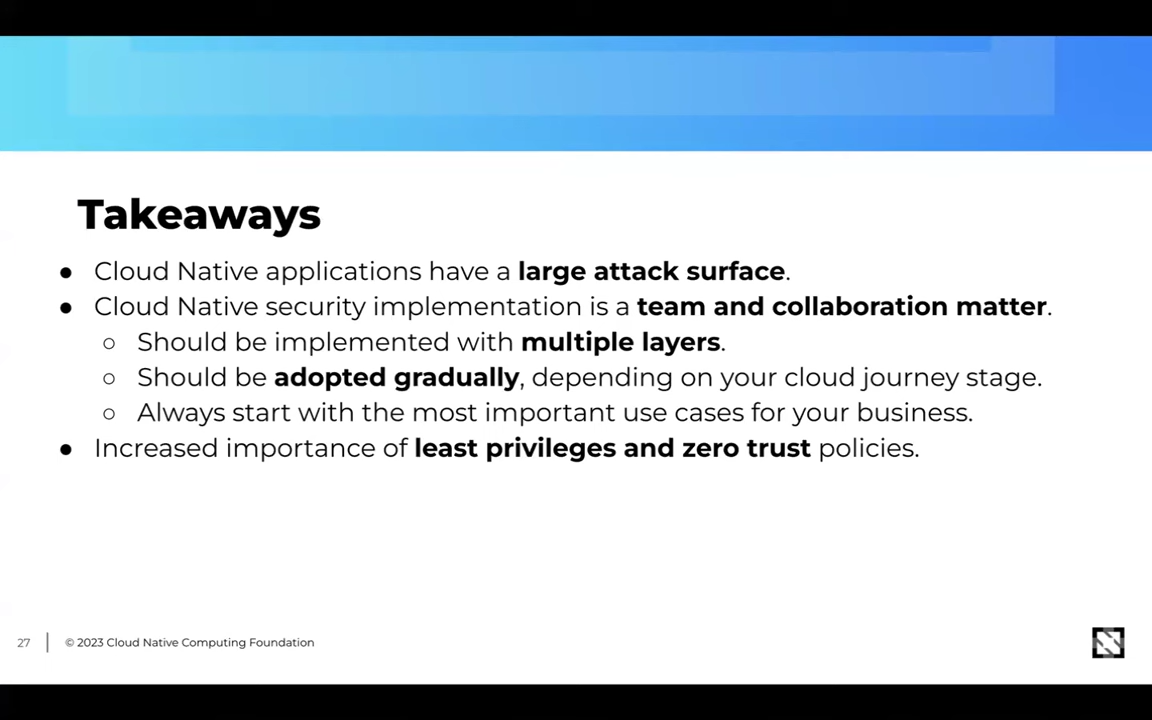 Takeaways
● Cloud Native applications have a large attack surface.
● Cloud Native security implementation is a team and collaboration matter.
○ Should be implemented with multiple layers.
○ Should be adopted gradually, depending on your cloud journey stage.
○ Always start with the most important use cases for your business.
● Increased importance of least privileges and zero trust policies.
27 | © 2023 Cloud Native Computing Foundation